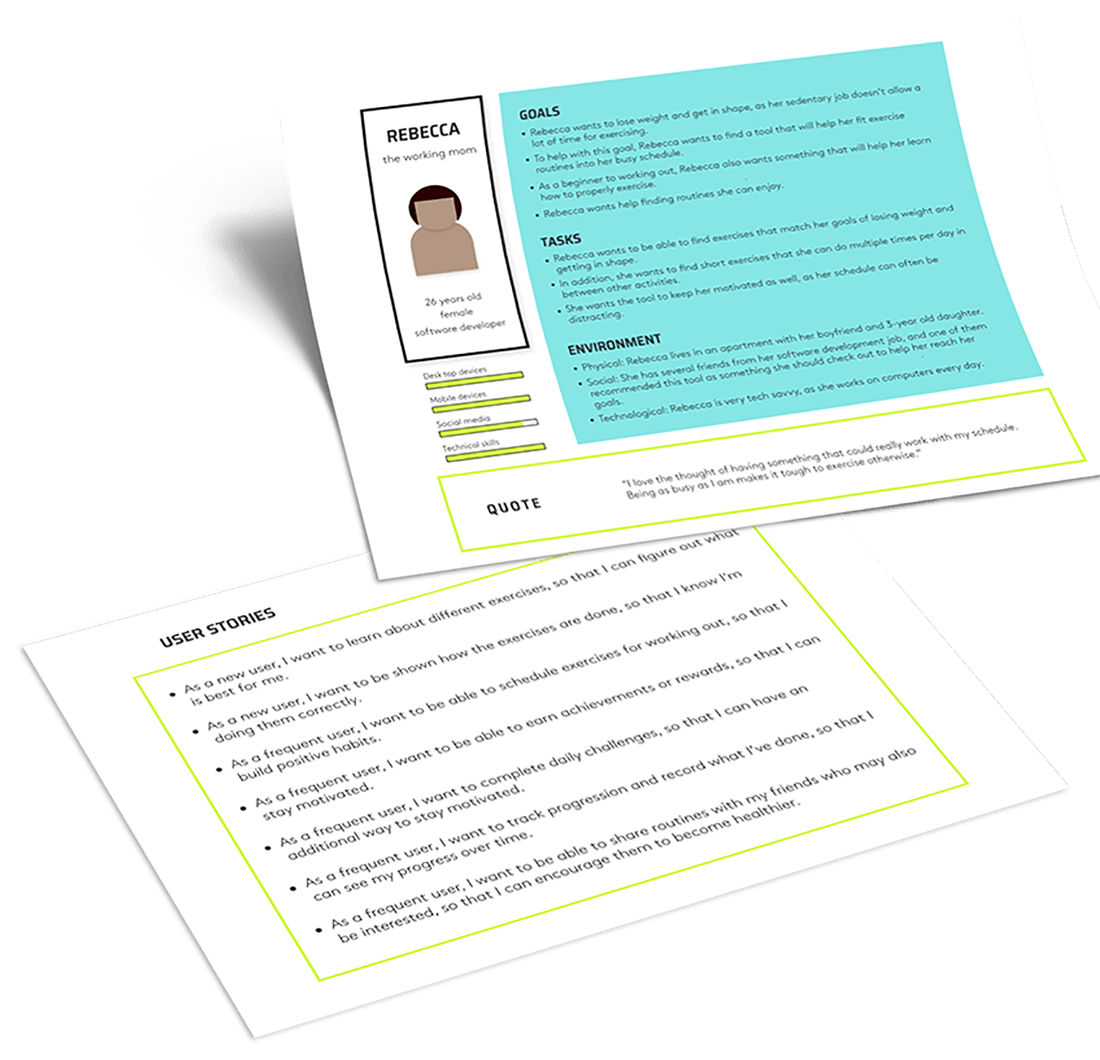 REBECCA
the working mom
26 years old
female
software developer
Desk top devices
Mobile devices
Social media
Technical skills
GOALS
• Rebecca wants to lose weight and get in shape, as her sedentary job doesn't allow a
lot of time for exercising.
• To help with this goal, Rebecca wants to find a tool that will help her fit exercise
routines into her busy schedule.
• As a beginner to working out, Rebecca also wants something that will help her learn
how to properly exercise.
• Rebecca wants help finding routines she can enjoy.
TASKS
• Rebecca wants to be able to find exercises that match her goals of losing weight and
getting in shape.
• In addition, she wants to find short exercises that she can do multiple times per day in
between other activities.
• She wants the tool to keep her motivated as well, as her schedule can often be
distracting.
ENVIRONMENT
• Physical: Rebecca lives in an apartment with her boyfriend and 3-year old daughter.
• Social: She has several friends from her software development job, and one of them
recommended this tool as something she should check out to help her reach her
goals.
• Technological: Rebecca is very tech savvy, as she works on computers every day.
QUOTE
"I love the thought of having something that could really work with my schedule.
Being as busy as I am makes it tough to exercise otherwise."
USER STORIES
• As a new user, I want to learn about different exercises, so that I can figure out what
is best for me.
• As a new user, I want to be shown how the exercises are done, so that I know I'm
doing them correctly.
• As a frequent user, I want to be able to schedule exercises for working out, so that I
build positive habits.
• As a frequent user, I want to be able to earn achievements or rewards, so that I can
stay motivated.
• As a frequent user, I want to complete daily challenges, so that I can have an
additional way to stay motivated.
• As a frequent user, I want to track progression and record what I've done, so that I
can see my progress over time.
• As a frequent user, I want to be able to share routines with my friends who may also
be interested, so that I can encourage them to become healthier.